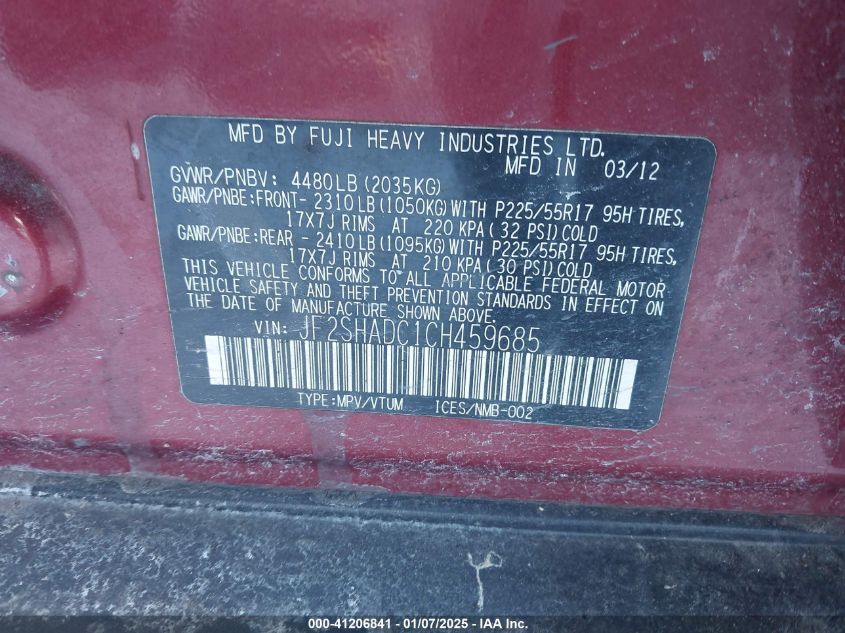 MFD BY FUJI HEAVY INDUSTRIES LTD.
MFD IN 03/12
GVWR/PNBV: 4480LB(2035KG)
GAWR/PNBE:FRONT- 2310LB(1050KG)WITH P225/55R17 95H TIRES,
17X7J RIMS AT 220 KPA(32 PSI)COLD
GAWR/PNBE:REAR - 2410LB(1095KG)WITH P225/55R17 95H TIRES,
17X7J RIMS AT 210 KPA(30 PSI)COLD
THIS VEHICLE CONFORMS TO ALL APPLICABLE FEDERAL MOTOR
VEHICLE SAFETY AND THEFT PREVENTION STANDARDS IN EFFECT ON
THE DATE OF MANUFACTURE SHOWN ABOVE.
VIN: JF2SHADC1CH459685
TYPE:MPV/VTUM ICES/NMB-002
000-41206841 - 01/07/2025 - IAA Inc.